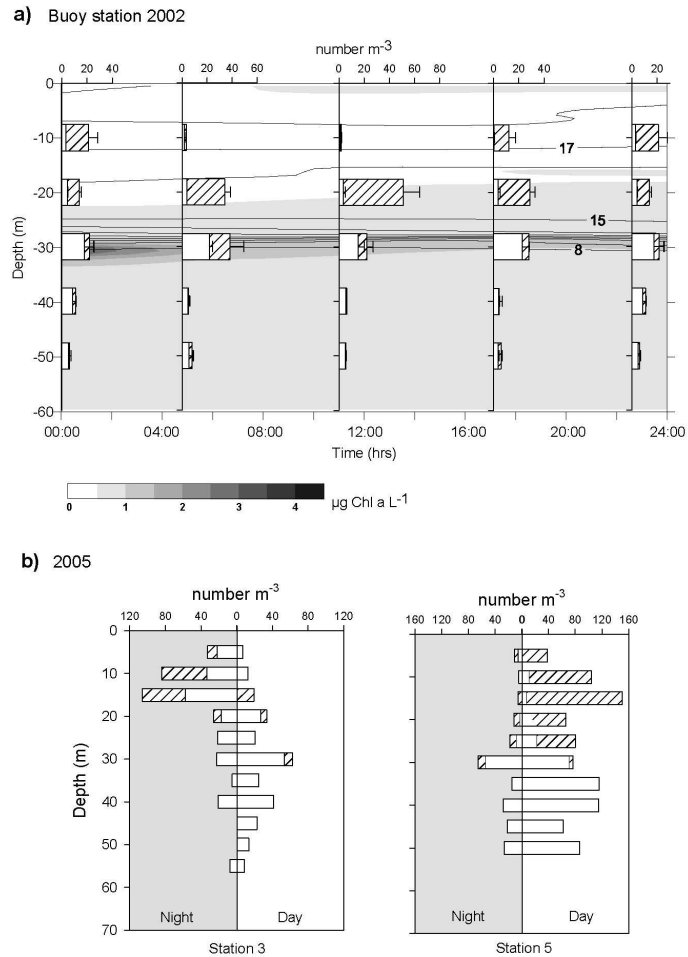 a) Buoy station 2002
number m-3
0 20 40 0 20 40 60 0 20 40 60 80 0 20 40 0 20
0
-10
-20
-30
-40
-50
-60
Depth (m)
17
15
8
00:00 04:00 08:00 12:00 16:00 20:00 24:00
Time (hrs)
0 1 2 3 4
µg Chl a L-1
b) 2005
number m-3
120 80 40 0 40 80 120
0
10
20
30
40
50
60
70
Depth (m)
Night Day
Station 3
number m-3
160 120 80 40 0 40 80 120 160
Night Day
Station 5